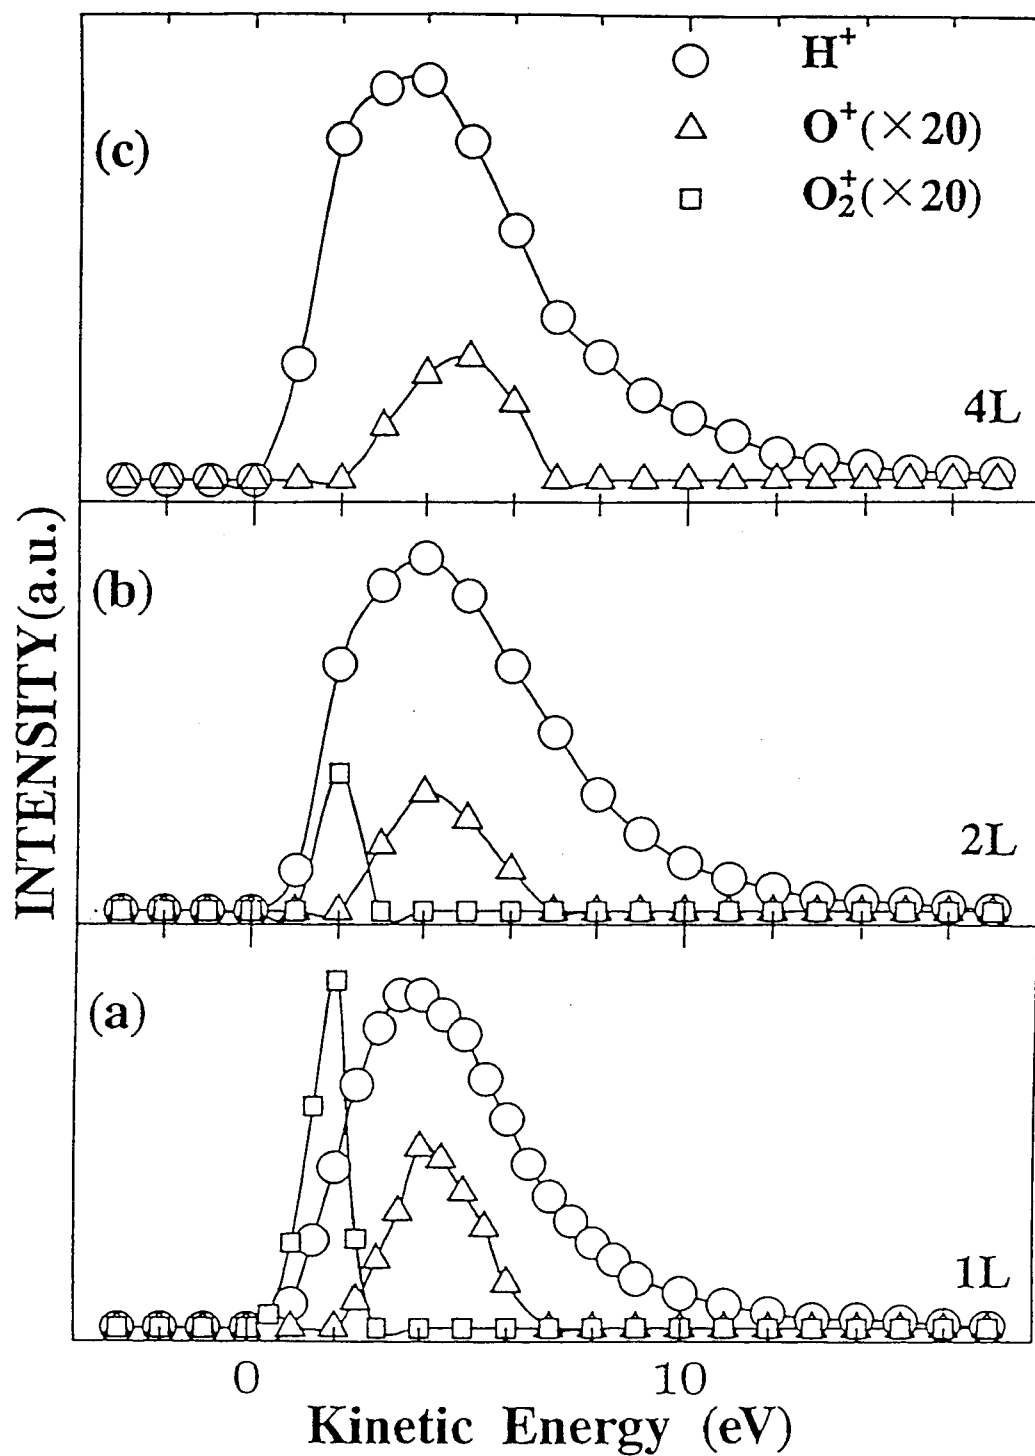 H⁺
O⁺(×20)
O₂⁺(×20)
(c)
4L
(b)
2L
(a)
1L
INTENSITY(a.u.)
0 10
Kinetic Energy (eV)